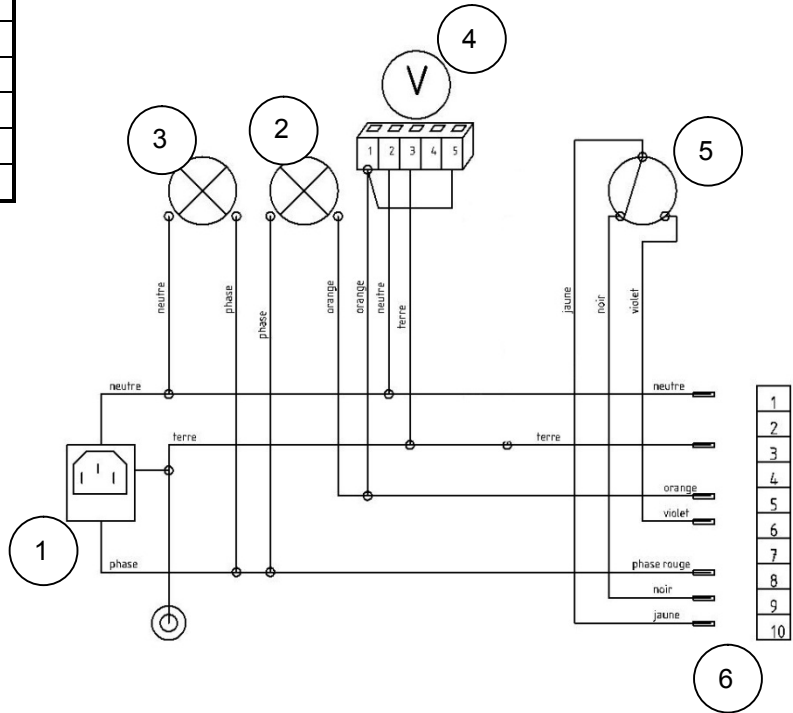 4
V
3
2
5
1 2 3 4 5
neutre
phase
phase
orange
orange
neutre
terre
jaune
noir
violet
neutre
neutre
1
2
terre
terre
3
4
orange
5
violet
6
7
1
phase
phase rouge
8
noir
9
jaune
10
6